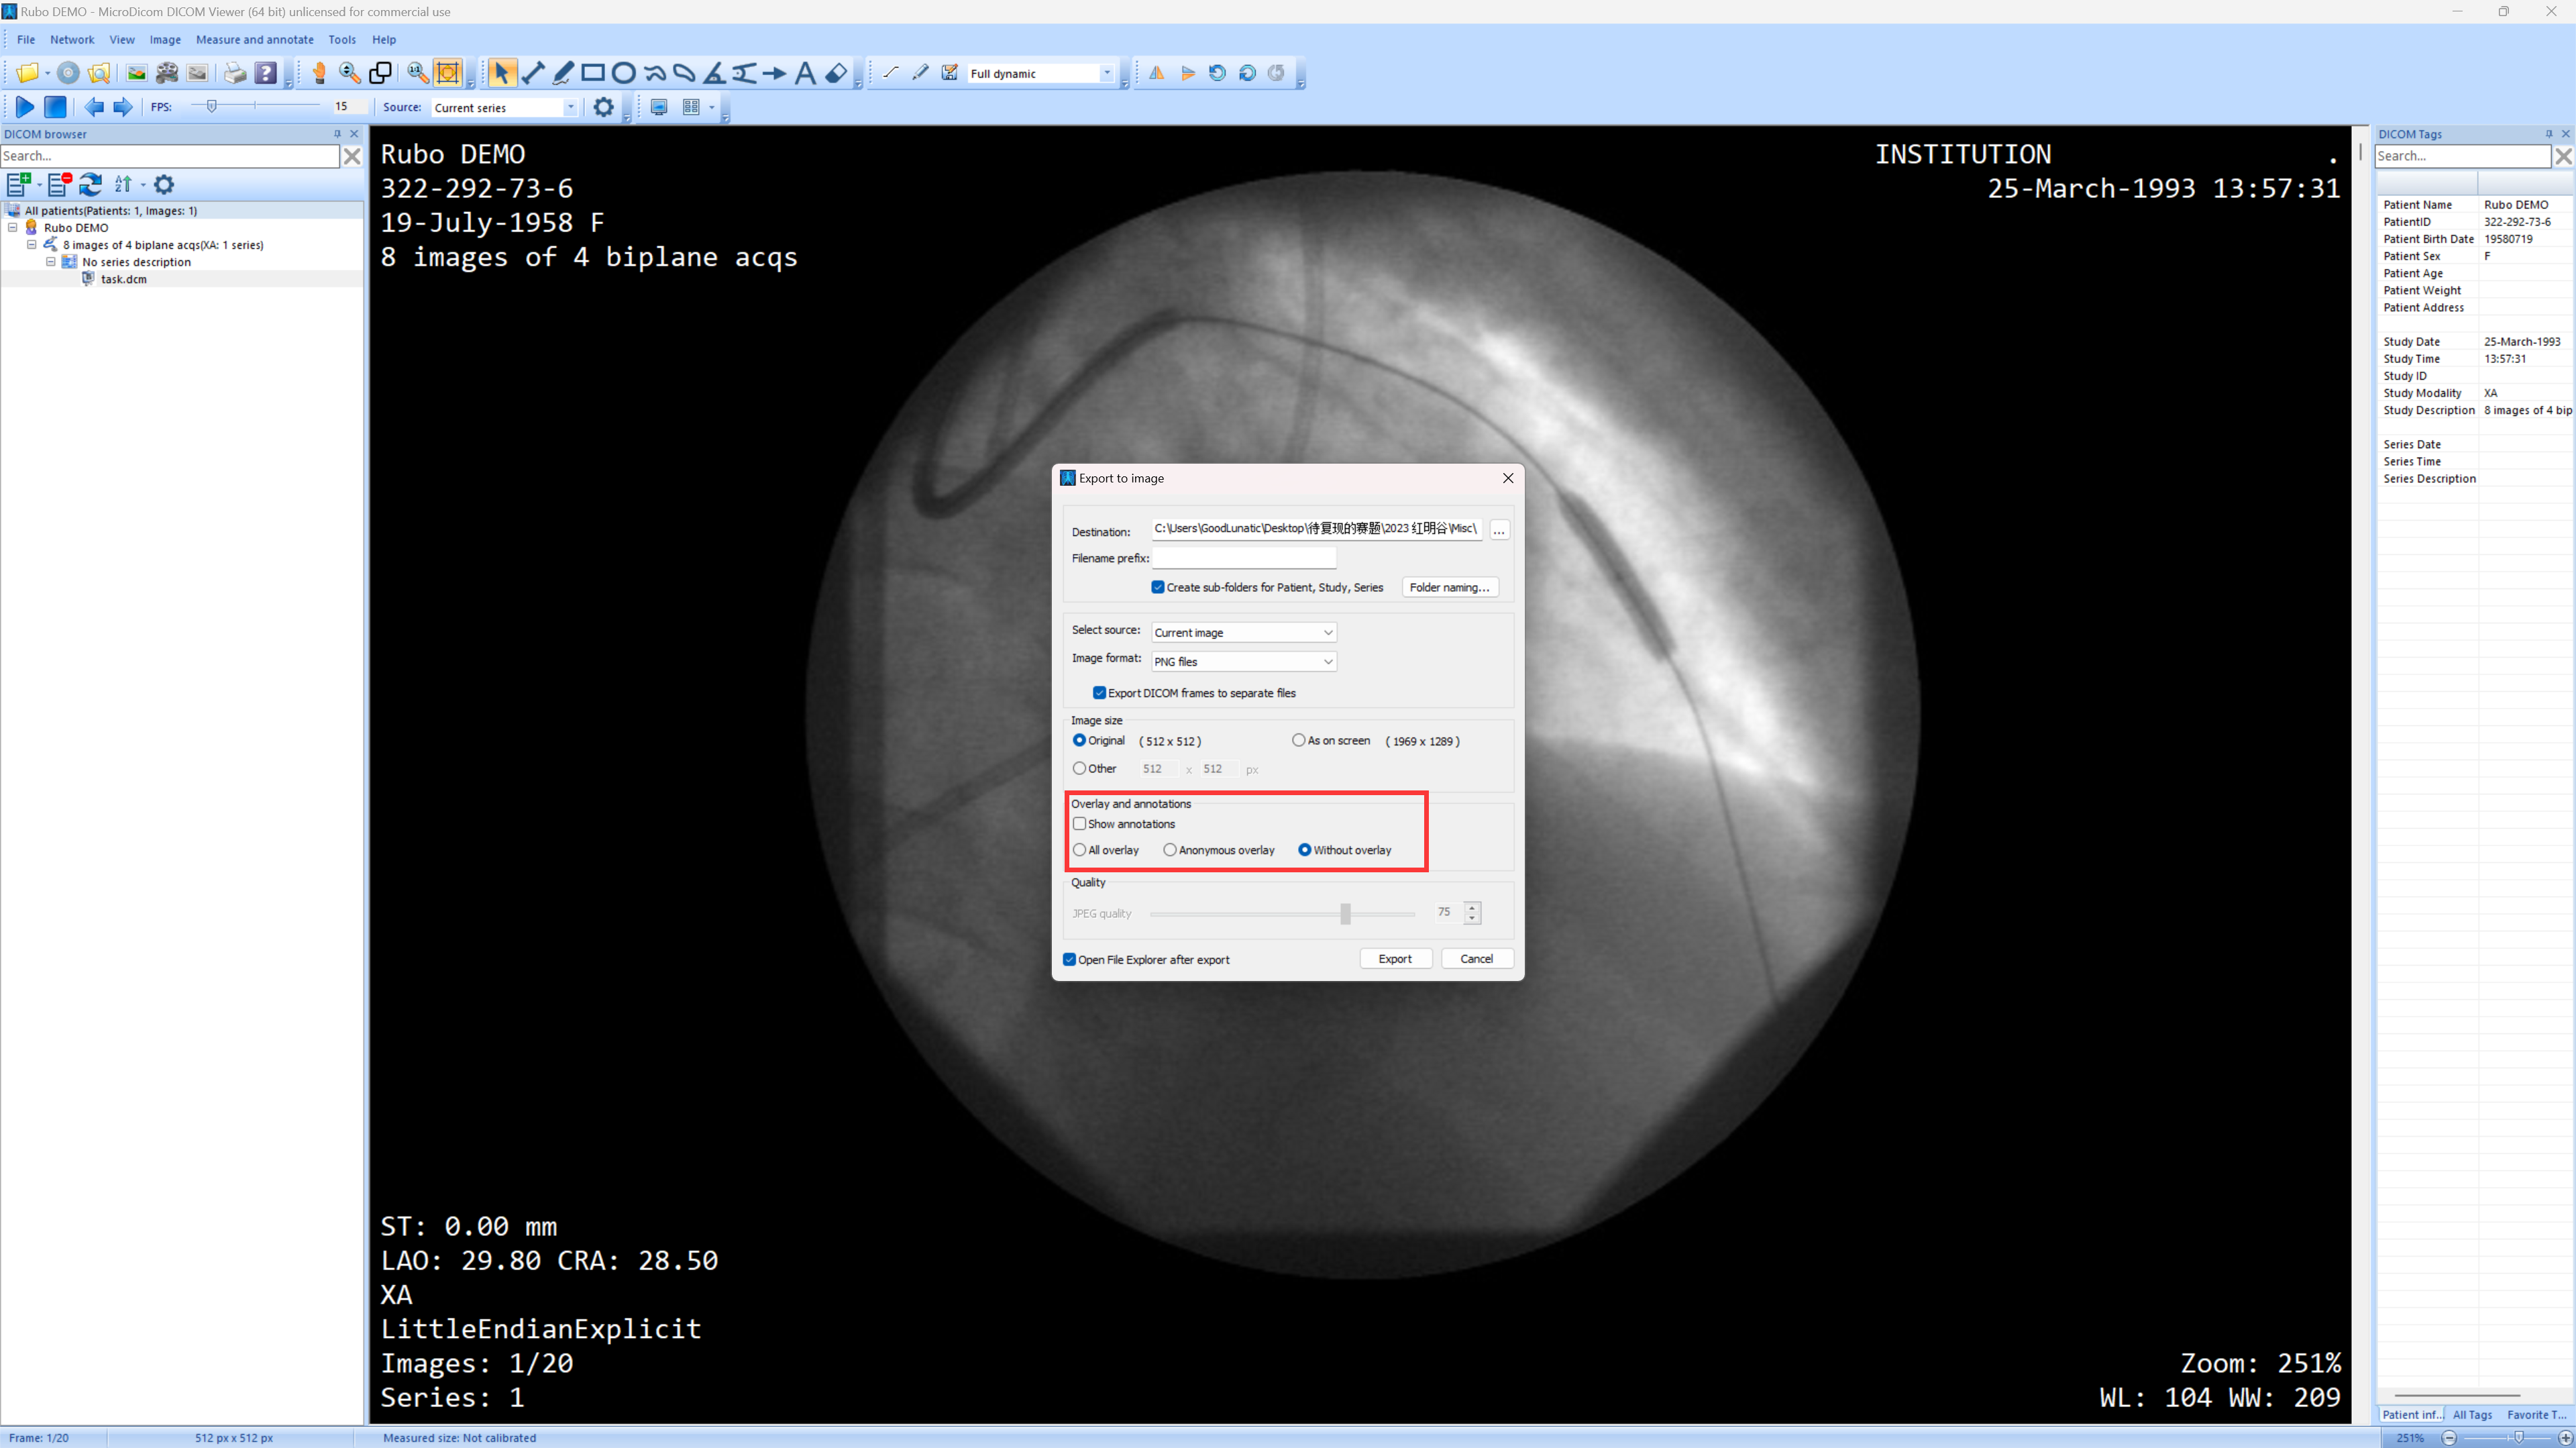 Rubo DEMO - MicroDicom DICOM Viewer (64 bit) unlicensed for commercial use
File Network View Image Measure and annotate Tools Help
Full dynamic
FPS: 15 Source: Current series
DICOM browser
Search...
All patients(Patients: 1, Images: 1)
Rubo DEMO
8 images of 4 biplane acqs(XA: 1 series)
No series description
task.dcm
Rubo DEMO
322-292-73-6
19-July-1958 F
8 images of 4 biplane acqs
INSTITUTION .
25-March-1993 13:57:31
Export to image
Destination: C:\Users\GoodLunatic\Desktop\待复现的赛题\2023 红明谷\Misc\ ...
Filename prefix:
Create sub-folders for Patient, Study, Series Folder naming...
Select source: Current image
Image format: PNG files
Export DICOM frames to separate files
Image size
Original ( 512 x 512 ) As on screen ( 1969 x 1289 )
Other 512 x 512 px
Overlay and annotations
Show annotations
All overlay Anonymous overlay Without overlay
Quality
JPEG quality 75
Open File Explorer after export Export Cancel
ST: 0.00 mm
LAO: 29.80 CRA: 28.50
XA
LittleEndianExplicit
Images: 1/20
Series: 1
Zoom: 251%
WL: 104 WW: 209
DICOM Tags
Search...
Patient Name Rubo DEMO
PatientID 322-292-73-6
Patient Birth Date 19580719
Patient Sex F
Patient Age
Patient Weight
Patient Address
Study Date 25-March-1993
Study Time 13:57:31
Study ID
Study Modality XA
Study Description 8 images of 4 bip
Series Date
Series Time
Series Description
Patient inf... All Tags Favorite T...
Frame: 1/20 512 px x 512 px Measured size: Not calibrated 251%